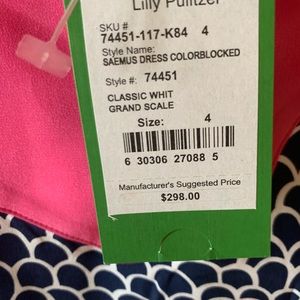 Lilly Pulitzer
SKU #
74451-117-K84 4
Style Name:
SAEMUS DRESS COLORBLOCKED
Style #: 74451
CLASSIC WHIT
GRAND SCALE
Size: 4
6 30306 27088 5
Manufacturer's Suggested Price
$298.00